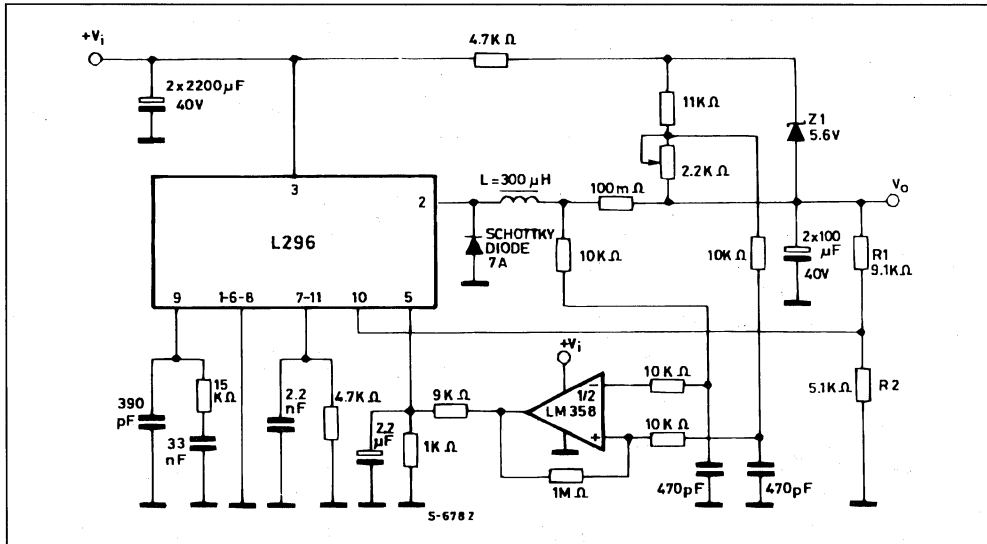 +Vi
4.7K Ω
2x2200µF
40V
11KΩ
Z1
5.6V
2.2KΩ
3
L=300 µH
100mΩ
Vo
2
L296
SCHOTTKY
DIODE
7A
10KΩ
10KΩ
2x100
µF
40V
R1
9.1KΩ
9
1-6-8
7-11
10
5
+Vi
390
pF
15
KΩ
33
nF
2.2
nF
4.7KΩ
9KΩ
1/2
LM358
−
+
10KΩ
10KΩ
5.1KΩ
R2
2.2
µF
1KΩ
1MΩ
470pF
470pF
S-6782